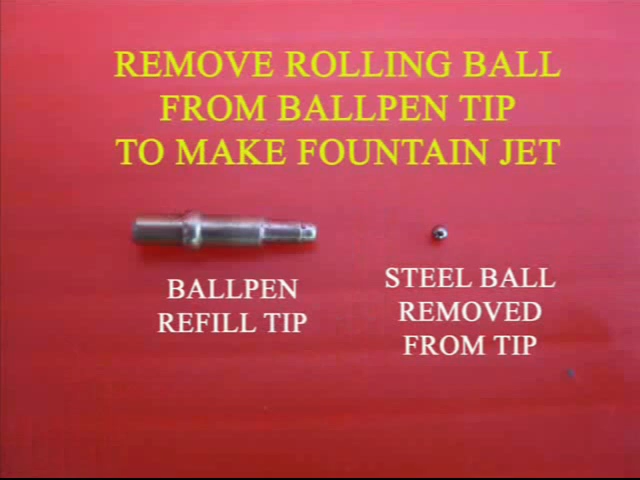 REMOVE ROLLING BALL
FROM BALLPEN TIP
TO MAKE FOUNTAIN JET
BALLPEN
REFILL TIP
STEEL BALL
REMOVED
FROM TIP